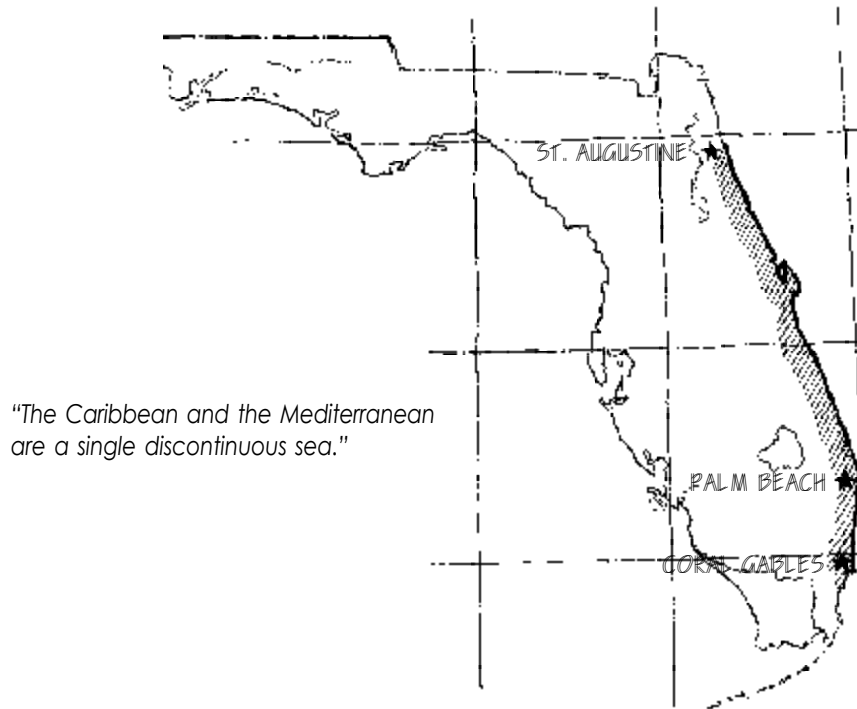 ST. AUGUSTINE
“The Caribbean and the Mediterranean
are a single discontinuous sea.”
PALM BEACH
CORAL GABLES